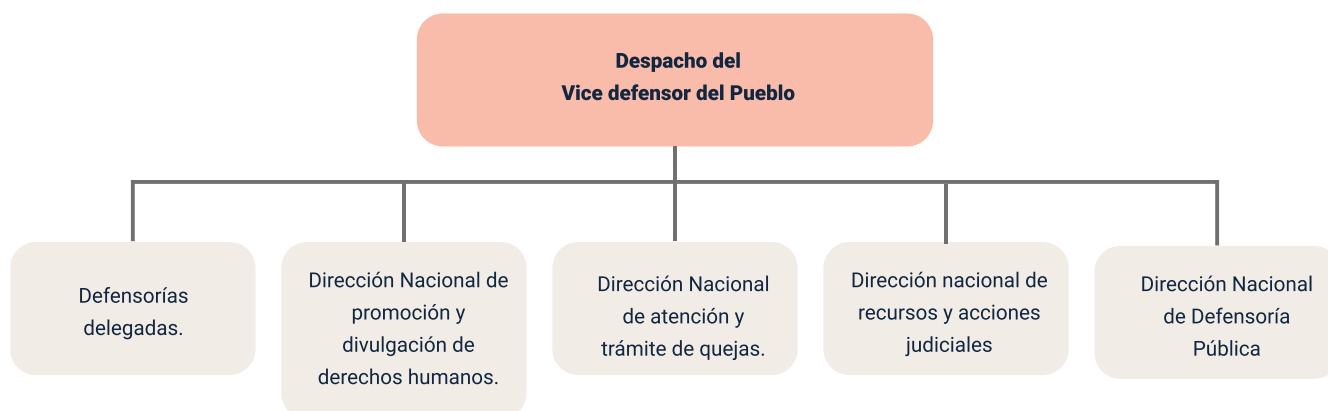 Despacho del
Vice defensor del Pueblo
Defensorías
delegadas.
Dirección Nacional de
promoción y
divulgación de
derechos humanos.
Dirección Nacional
de atención y
trámite de quejas.
Dirección nacional de
recursos y acciones
judiciales
Dirección Nacional
de Defensoría
Pública